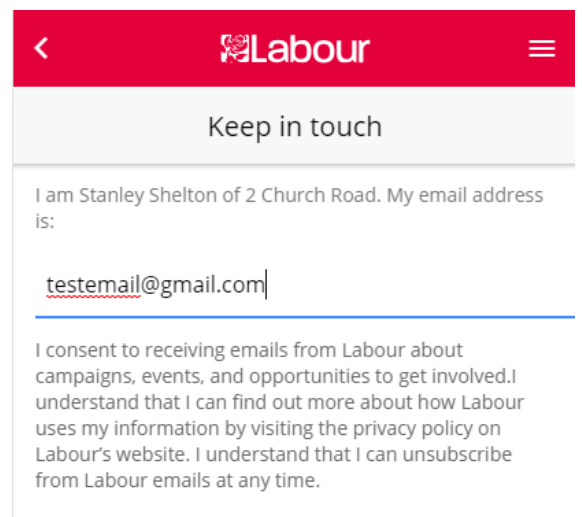 Labour
Keep in touch
I am Stanley Shelton of 2 Church Road. My email address
is:
testemail@gmail.com
I consent to receiving emails from Labour about
campaigns, events, and opportunities to get involved.I
understand that I can find out more about how Labour
uses my information by visiting the privacy policy on
Labour's website. I understand that I can unsubscribe
from Labour emails at any time.